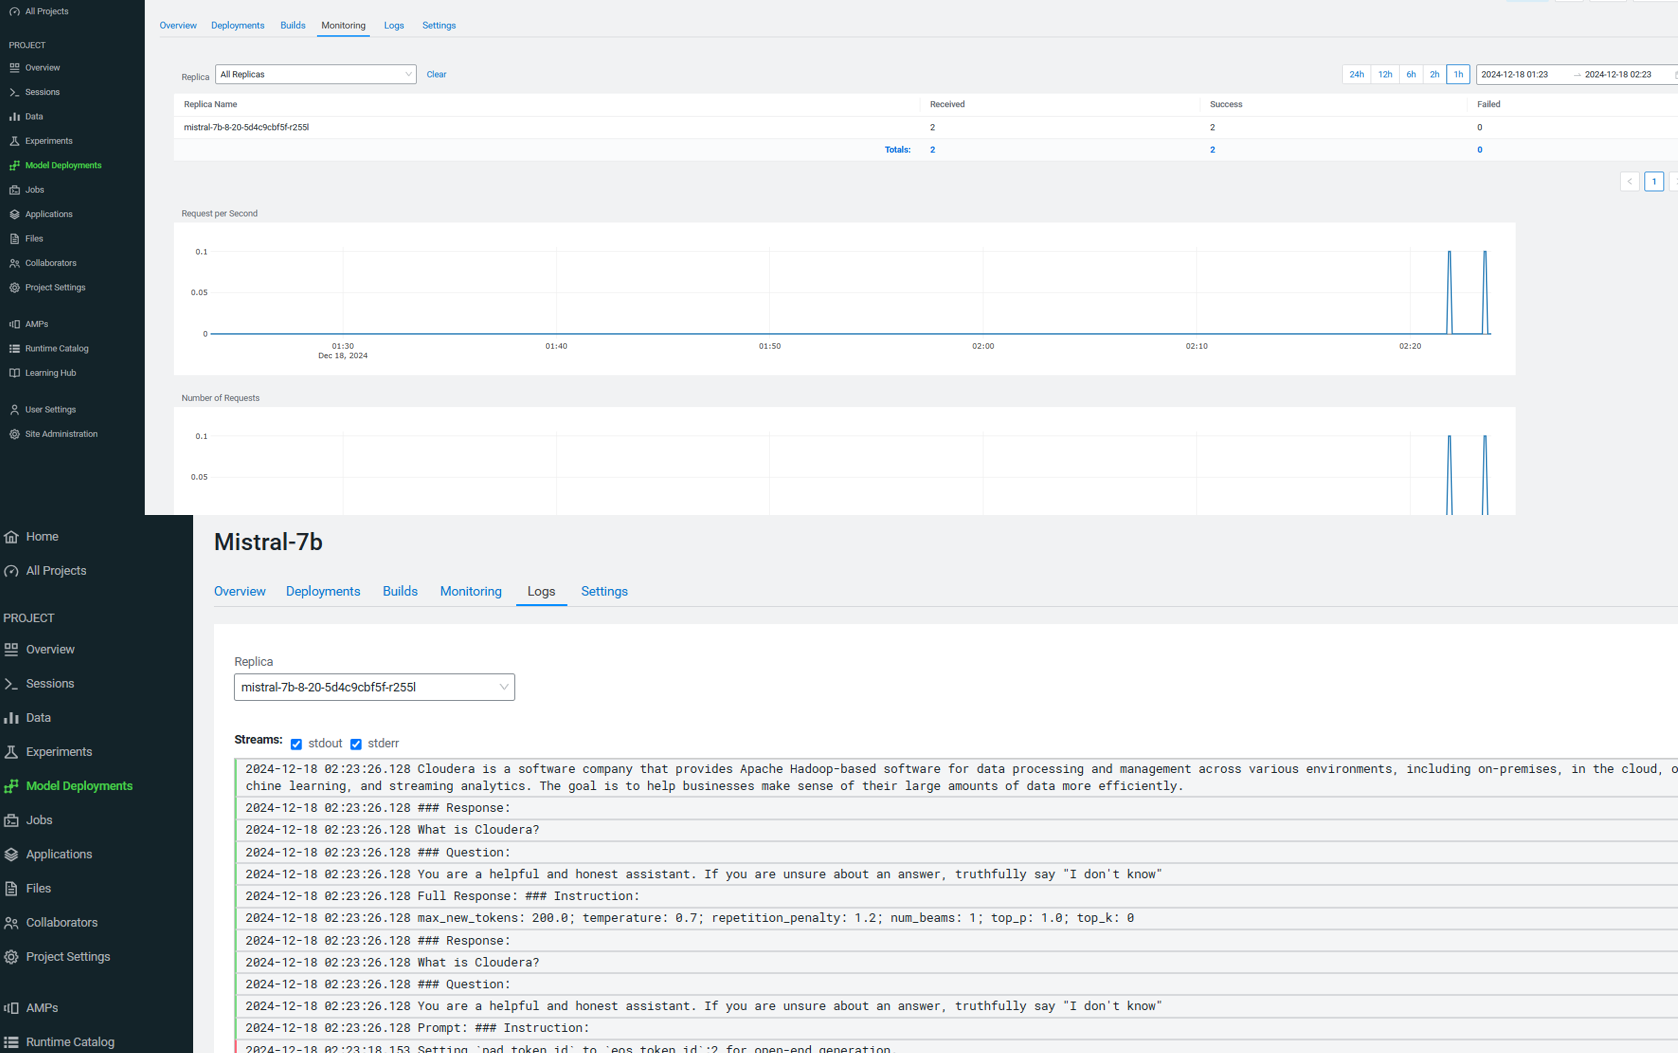 All Projects
PROJECT
Overview
Sessions
Data
Experiments
Model Deployments
Jobs
Applications
Files
Collaborators
Project Settings
AMPs
Runtime Catalog
Learning Hub
User Settings
Site Administration
Overview Deployments Builds Monitoring Logs Settings
Replica All Replicas Clear 24h 12h 6h 2h 1h 2024-12-18 01:23 → 2024-12-18 02:23
Replica Name Received Success Failed
mistral-7b-8-20-5d4c9cbf5f-r255l 2 2 0
Totals: 2 2 0
< 1
Request per Second
0.1
0.05
0
01:30 01:40 01:50 02:00 02:10 02:20
Dec 18, 2024
Number of Requests
0.1
0.05
Home
All Projects
PROJECT
Overview
Sessions
Data
Experiments
Model Deployments
Jobs
Applications
Files
Collaborators
Project Settings
AMPs
Runtime Catalog
Mistral-7b
Overview Deployments Builds Monitoring Logs Settings
Replica
mistral-7b-8-20-5d4c9cbf5f-r255l
Streams: stdout stderr
2024-12-18 02:23:26.128 Cloudera is a software company that provides Apache Hadoop-based software for data processing and management across various environments, including on-premises, in the cloud, o
chine learning, and streaming analytics. The goal is to help businesses make sense of their large amounts of data more efficiently.
2024-12-18 02:23:26.128 ### Response:
2024-12-18 02:23:26.128 What is Cloudera?
2024-12-18 02:23:26.128 ### Question:
2024-12-18 02:23:26.128 You are a helpful and honest assistant. If you are unsure about an answer, truthfully say "I don't know"
2024-12-18 02:23:26.128 Full Response: ### Instruction:
2024-12-18 02:23:26.128 max_new_tokens: 200.0; temperature: 0.7; repetition_penalty: 1.2; num_beams: 1; top_p: 1.0; top_k: 0
2024-12-18 02:23:26.128 ### Response:
2024-12-18 02:23:26.128 What is Cloudera?
2024-12-18 02:23:26.128 ### Question:
2024-12-18 02:23:26.128 You are a helpful and honest assistant. If you are unsure about an answer, truthfully say "I don't know"
2024-12-18 02:23:26.128 Prompt: ### Instruction:
2024-12-18 02:23:18.153 Setting `pad_token_id` to `eos_token_id`:2 for open-end generation.